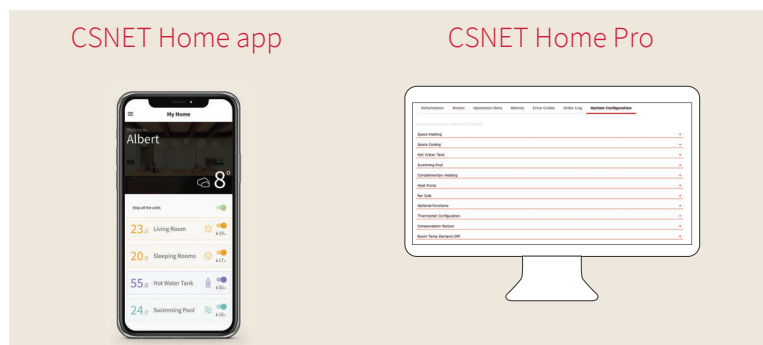 CSNET Home app
CSNET Home Pro
My Home
Welcome,
Albert
8°
Stop all the units
23.0 Living Room
20.0 Sleeping Rooms
55.0 Hot Water Tank
24.0 Swimming Pool
Information Device Operation Data History Error Codes Order Log System Configuration
Space Heating
Space Cooling
Hot Water Tank
Swimming Pool
Complementary Heating
Heat Pump
Fan Coils
Optional Functions
Thermostat Configuration
Compensation Factors
Room Temp Demand OFF